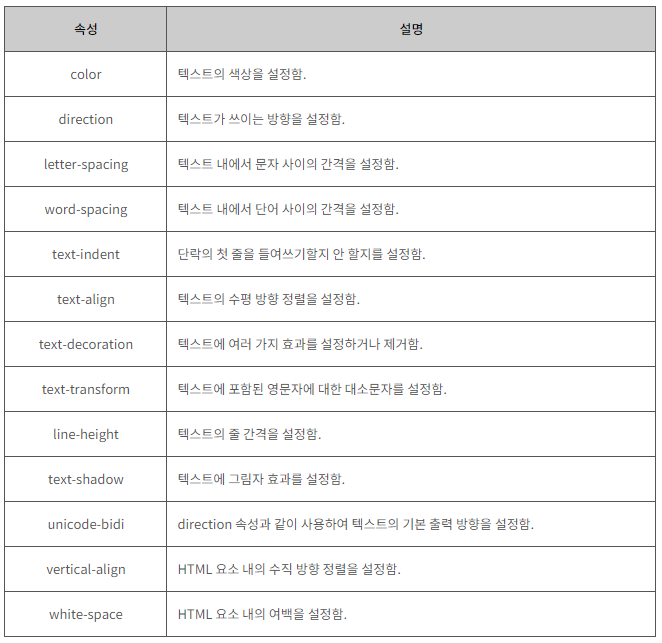 속성 설명
color 텍스트의 색상을 설정함.
direction 텍스트가 쓰이는 방향을 설정함.
letter-spacing 텍스트 내에서 문자 사이의 간격을 설정함.
word-spacing 텍스트 내에서 단어 사이의 간격을 설정함.
text-indent 단락의 첫 줄을 들여쓰기할지 안 할지를 설정함.
text-align 텍스트의 수평 방향 정렬을 설정함.
text-decoration 텍스트에 여러 가지 효과를 설정하거나 제거함.
text-transform 텍스트에 포함된 영문자에 대한 대소문자를 설정함.
line-height 텍스트의 줄 간격을 설정함.
text-shadow 텍스트에 그림자 효과를 설정함.
unicode-bidi direction 속성과 같이 사용하여 텍스트의 기본 출력 방향을 설정함.
vertical-align HTML 요소 내의 수직 방향 정렬을 설정함.
white-space HTML 요소 내의 여백을 설정함.